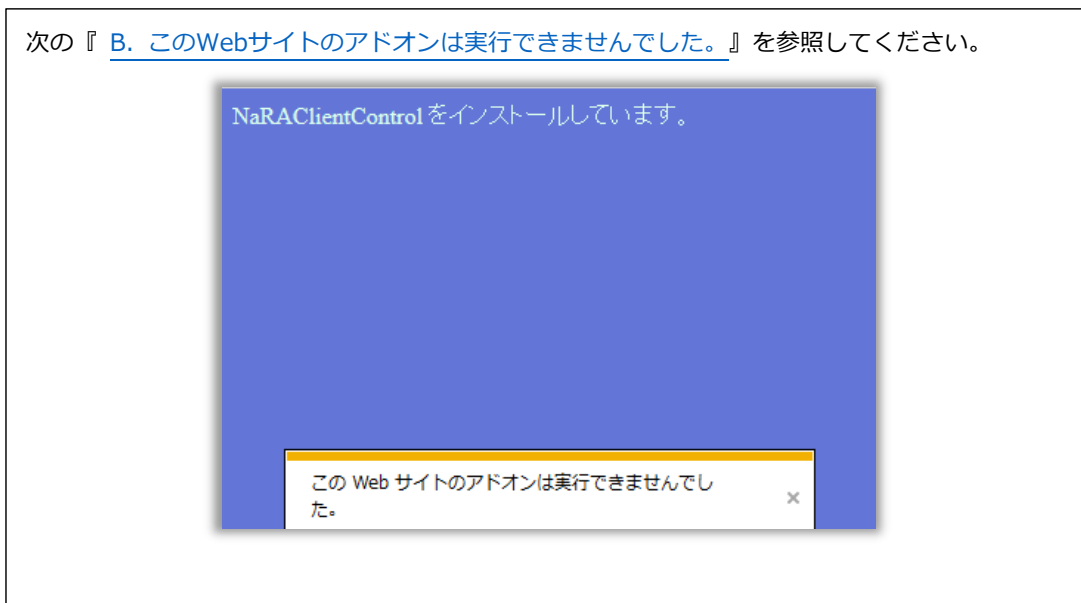 次の『 B. このWebサイトのアドオンは実行できませんでした。』を参照してください。
NaRAClientControl をインストールしています。
この Web サイトのアドオンは実行できませんでし
た。
×